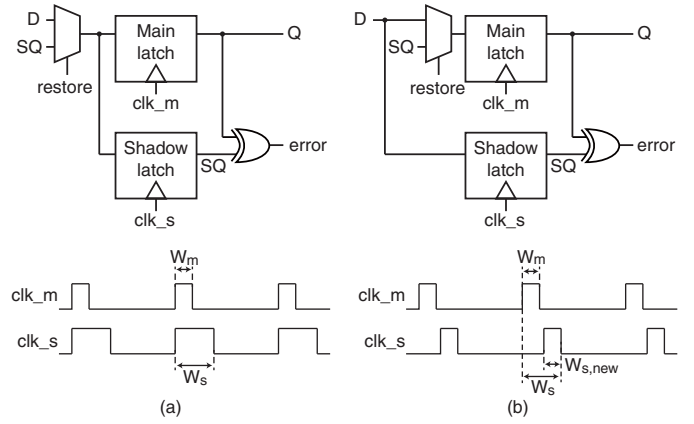 D
SQ
restore
Main latch
clk_m
Q
Shadow latch
SQ
clk_s
error
D
SQ
restore
Main latch
clk_m
Q
Shadow latch
SQ
clk_s
error
Wm
clk_m
clk_s
Ws
(a)
Wm
clk_m
clk_s
Ws,new
Ws
(b)